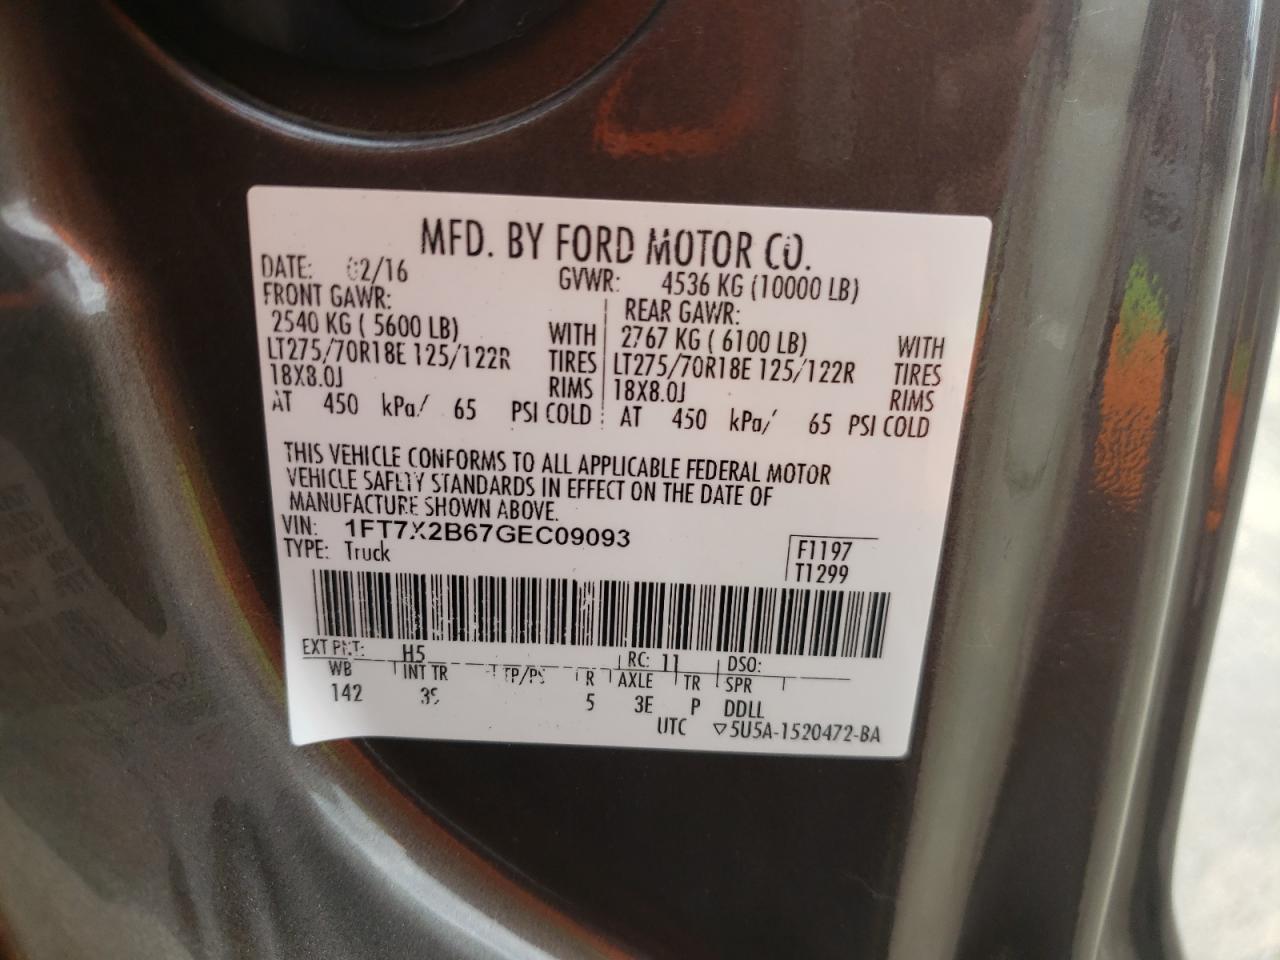 MFD. BY FORD MOTOR CO.
DATE: 02/16 GVWR: 4536 KG (10000 LB)
FRONT GAWR: REAR GAWR:
2540 KG ( 5600 LB) WITH 2767 KG ( 6100 LB) WITH
LT275/70R18E 125/122R TIRES LT275/70R18E 125/122R TIRES
18X8.0J RIMS 18X8.0J RIMS
AT 450 kPa/ 65 PSI COLD AT 450 kPa/ 65 PSI COLD
THIS VEHICLE CONFORMS TO ALL APPLICABLE FEDERAL MOTOR
VEHICLE SAFETY STANDARDS IN EFFECT ON THE DATE OF
MANUFACTURE SHOWN ABOVE.
VIN: 1FT7X2B67GEC09093
TYPE: Truck
F1197
T1299
EXT PNT: H5 RC: 11 DSO:
WB INT TR TP/PS R AXLE TR SPR
142 5 3E P DDLL
UTC ▽5U5A-1520472-BA